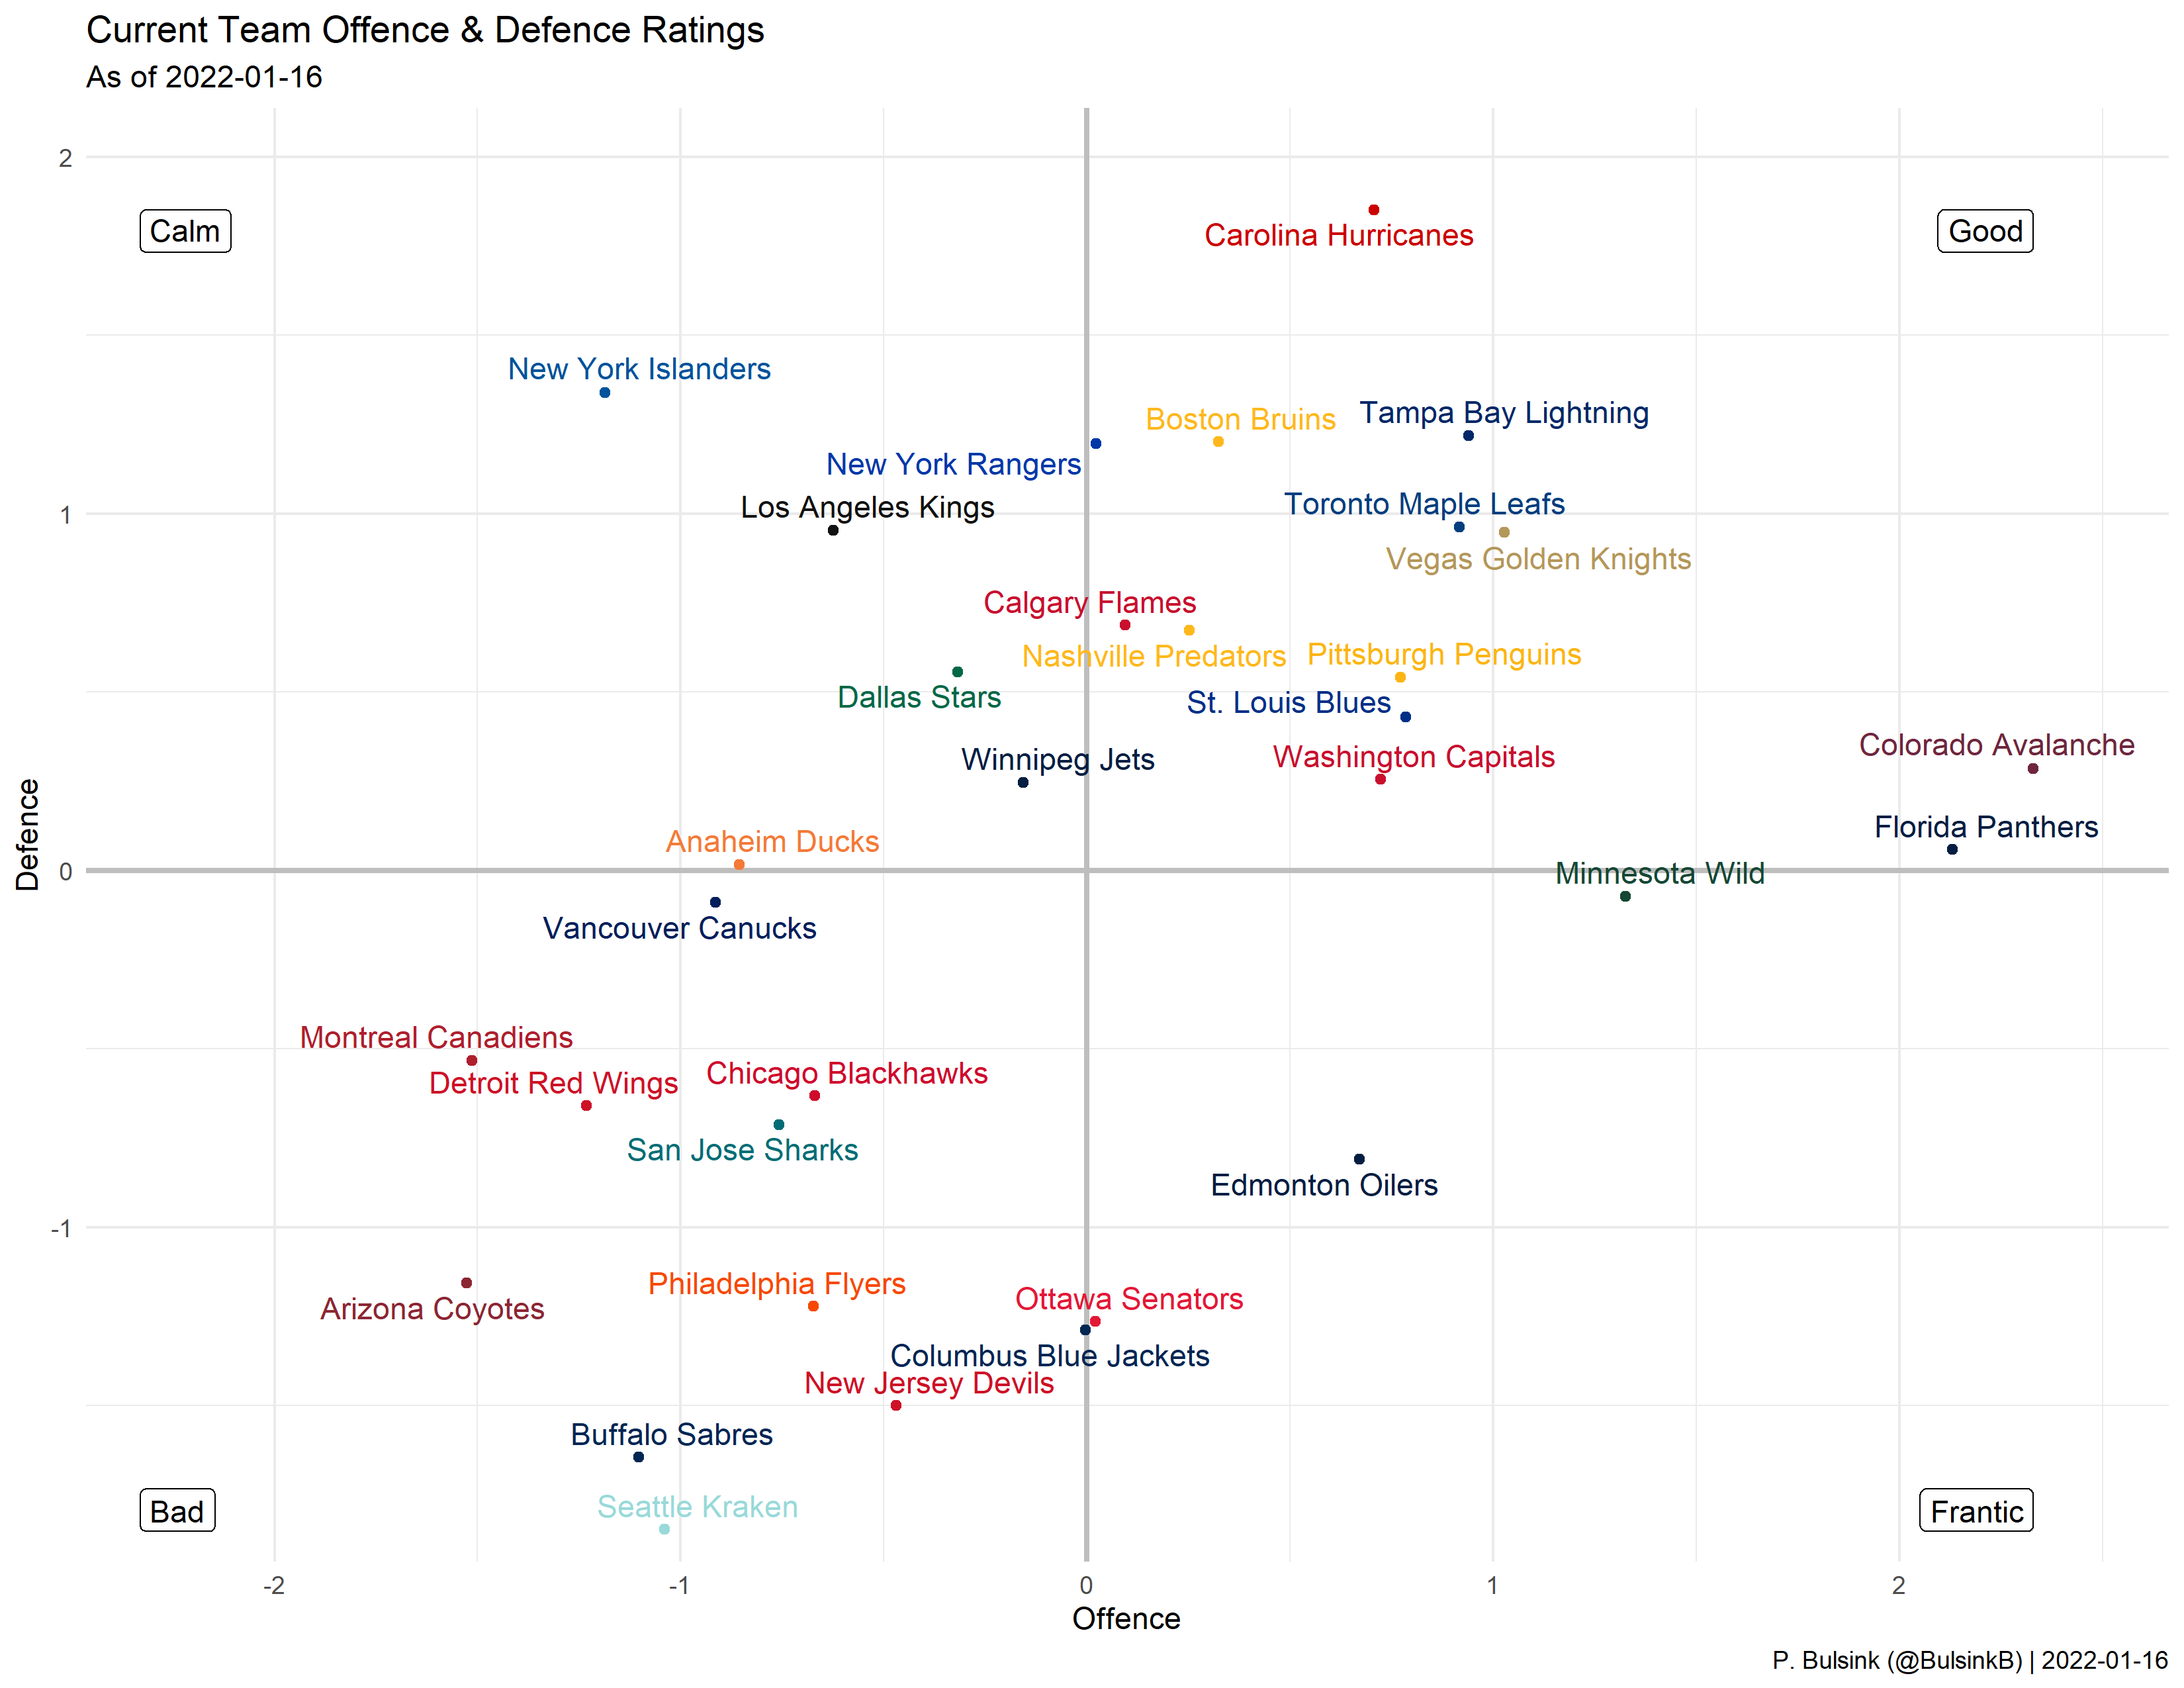 Current Team Offence & Defence Ratings
As of 2022-01-16
2
Calm
Good
Carolina Hurricanes
New York Islanders
Tampa Bay Lightning
Boston Bruins
New York Rangers
Los Angeles Kings
Toronto Maple Leafs
1
Vegas Golden Knights
Calgary Flames
Nashville Predators
Pittsburgh Penguins
Dallas Stars
St. Louis Blues
Colorado Avalanche
Winnipeg Jets
Washington Capitals
Florida Panthers
Anaheim Ducks
Defence
0
Minnesota Wild
Vancouver Canucks
Montreal Canadiens
Chicago Blackhawks
Detroit Red Wings
San Jose Sharks
Edmonton Oilers
-1
Philadelphia Flyers
Ottawa Senators
Arizona Coyotes
Columbus Blue Jackets
New Jersey Devils
Buffalo Sabres
Seattle Kraken
Bad
Frantic
-2
-1
0
1
2
Offence
P. Bulsink (@BulsinkB) | 2022-01-16